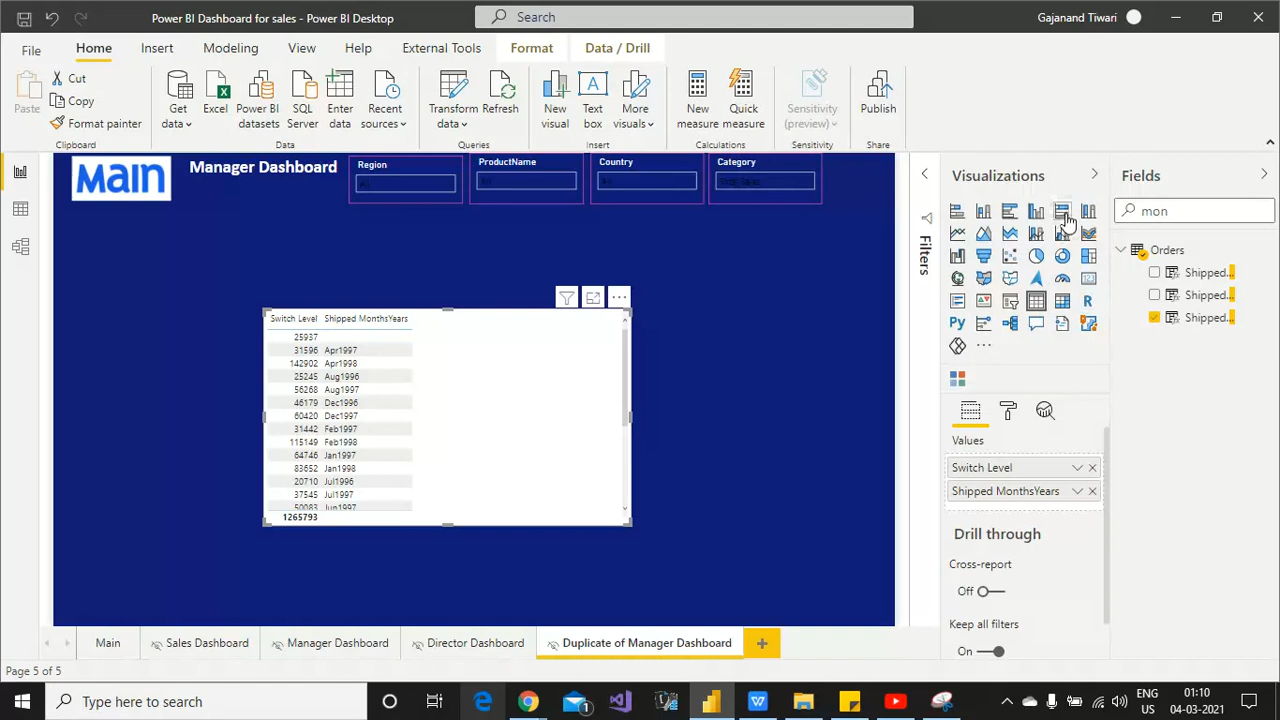 Power BI Dashboard for sales - Power BI Desktop
Search
Gajanand Tiwari
File
Home
Insert
Modeling
View
Help
External Tools
Format
Data / Drill
Paste
Cut
Copy
Format painter
Get data
Excel
Power BI datasets
SQL Server
Enter data
Recent sources
Transform data
Refresh
New visual
Text box
More visuals
New measure
Quick measure
Sensitivity (preview)
Publish
Clipboard
Data
Queries
Insert
Calculations
Sensitivity
Share
Main
Manager Dashboard
Region
All
ProductName
All
Country
All
Category
Switch Level Shipped MonthsYears
25937
31596 Apr1997
142902 Apr1998
25245 Aug1996
56268 Aug1997
46179 Dec1996
60420 Dec1997
31442 Feb1997
115149 Feb1998
64746 Jan1997
83652 Jan1998
20710 Jul1996
37545 Jul1997
50083 Jun1997
1265793
Filters
Visualizations
R
Py
Values
Switch Level
Shipped MonthsYears
Drill through
Cross-report
Off
Keep all filters
On
Fields
mon
Orders
Shipped...
Shipped...
Shipped...
Main
Sales Dashboard
Manager Dashboard
Director Dashboard
Duplicate of Manager Dashboard
Page 5 of 5
Type here to search
1
W
ENG
01:10
04-03-2021